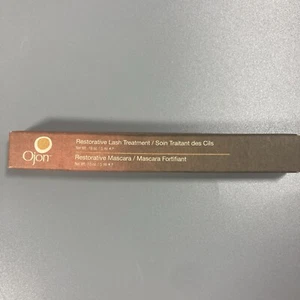 Ojon
Restorative Lash Treatment / Soin Traitant des Cils
Restorative Mascara / Mascara Fortifiant